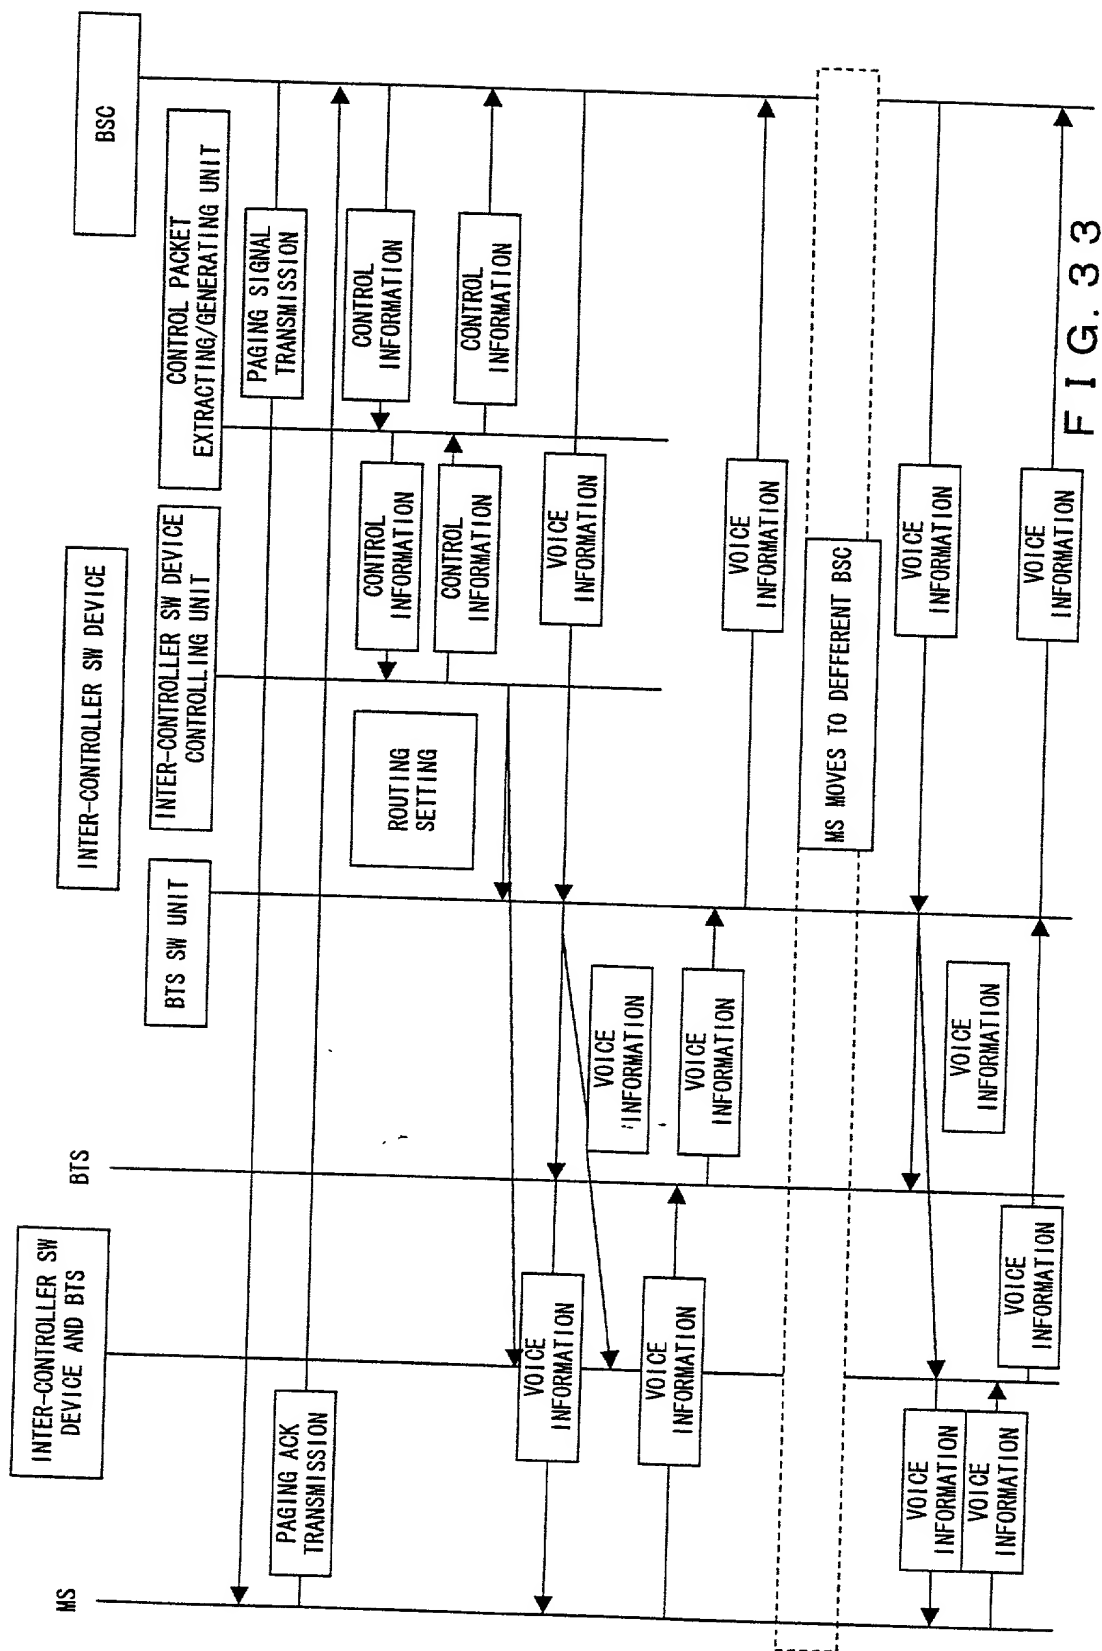 MS
INTER-CONTROLLER SW
DEVICE AND BTS
BTS
INTER-CONTROLLER SW DEVICE
BTS SW UNIT
INTER-CONTROLLER SW DEVICE
CONTROLLING UNIT
CONTROL PACKET
EXTRACTING/GENERATING UNIT
BSC
PAGING SIGNAL
TRANSMISSION
PAGING ACK
TRANSMISSION
CONTROL
INFORMATION
CONTROL
INFORMATION
ROUTING
SETTING
CONTROL
INFORMATION
CONTROL
INFORMATION
VOICE
INFORMATION
VOICE
INFORMATION
VOICE
INFORMATION
VOICE
INFORMATION
VOICE
INFORMATION
VOICE
INFORMATION
MS MOVES TO DEFFERENT BSC
VOICE
INFORMATION
VOICE
INFORMATION
VOICE
INFORMATION
VOICE
INFORMATION
VOICE
INFORMATION
VOICE
INFORMATION
FIG. 33